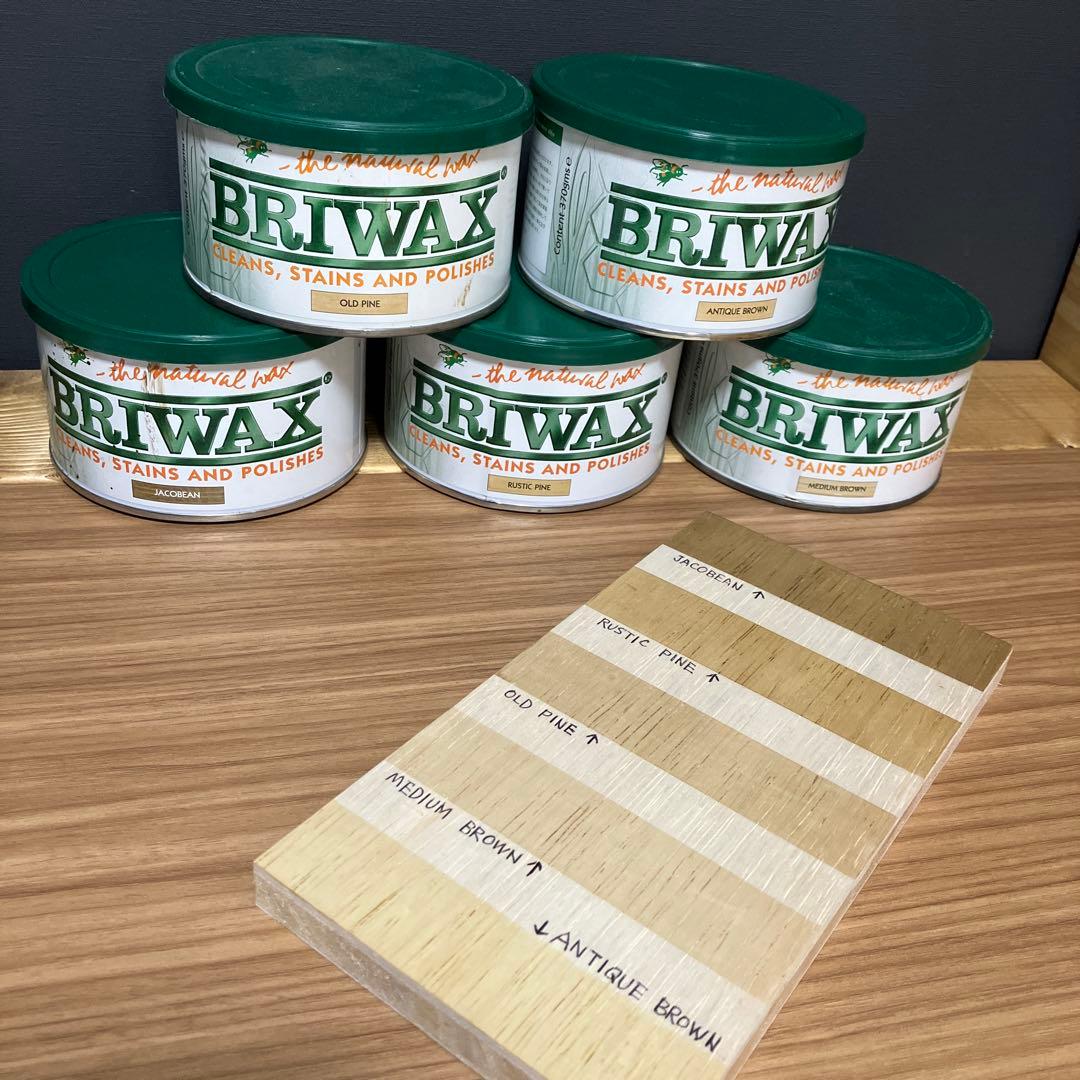 - the natural wax
BRIWAX®
CLEANS, STAINS AND POLISHES
OLD PINE
Content 370gms e
- the natural wax
BRIWAX
CLEANS, STAINS AND POLISHES
ANTIQUE BROWN
- the natural wax
BRIWAX®
CLEANS, STAINS AND POLISHES
JACOBEAN
- the natural wax
BRIWAX®
CLEANS, STAINS AND POLISHES
RUSTIC PINE
- the natural wax
BRIWAX®
CLEANS, STAINS AND POLISHES
MEDIUM BROWN
JACOBEAN ↑
RUSTIC PINE ↑
OLD PINE ↑
MEDIUM BROWN ↑
↓ ANTIQUE BROWN